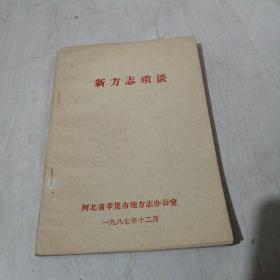 新方志琐谈
河北省辛集市地方志办公室
一九八七年十二月